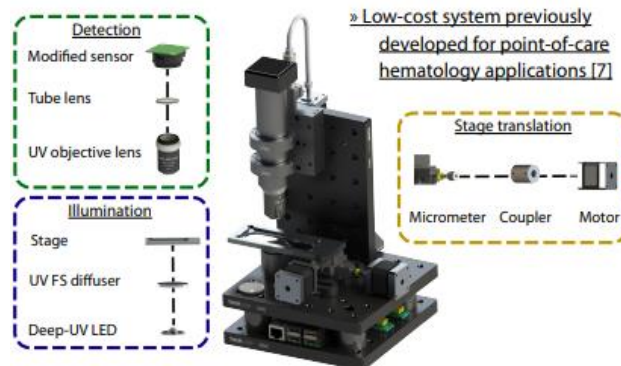 Detection
Modified sensor
Tube lens
UV objective lens
» Low-cost system previously
developed for point-of-care
hematology applications [7]
Stage translation
Micrometer
Coupler
Motor
Illumination
Stage
UV FS diffuser
Deep-UV LED